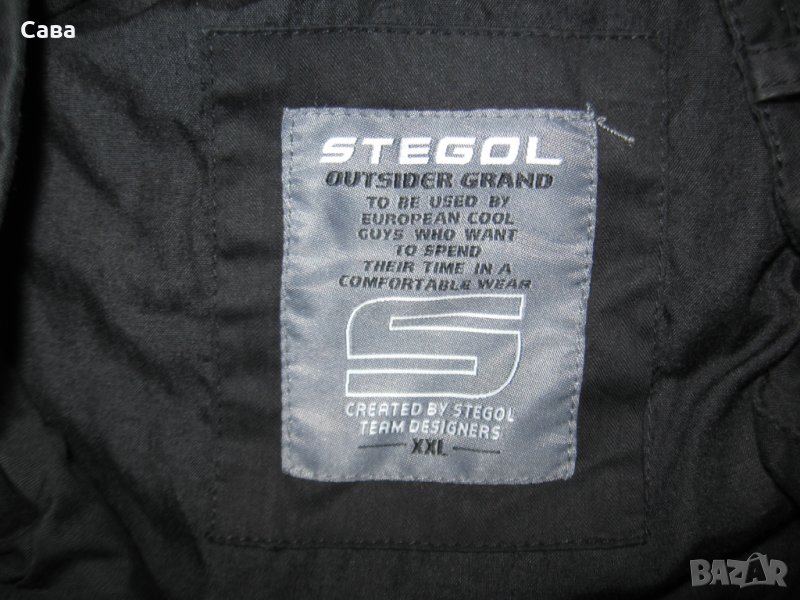 Сава
STEGOL
OUTSIDER GRAND
TO BE USED BY
EUROPEAN COOL
GUYS WHO WANT
TO SPEND
THEIR TIME IN A
COMFORTABLE WEAR
S
CREATED BY STEGOL
TEAM DESIGNERS
XXL
BAZAR